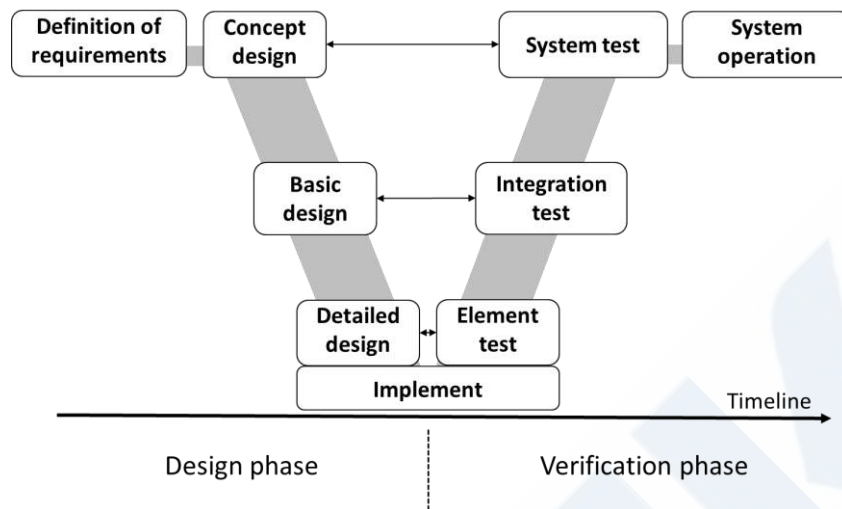 Definition of
requirements
Concept
design
System test
System
operation
Basic
design
Integration
test
Detailed
design
Element
test
Implement
Timeline
Design phase
Verification phase